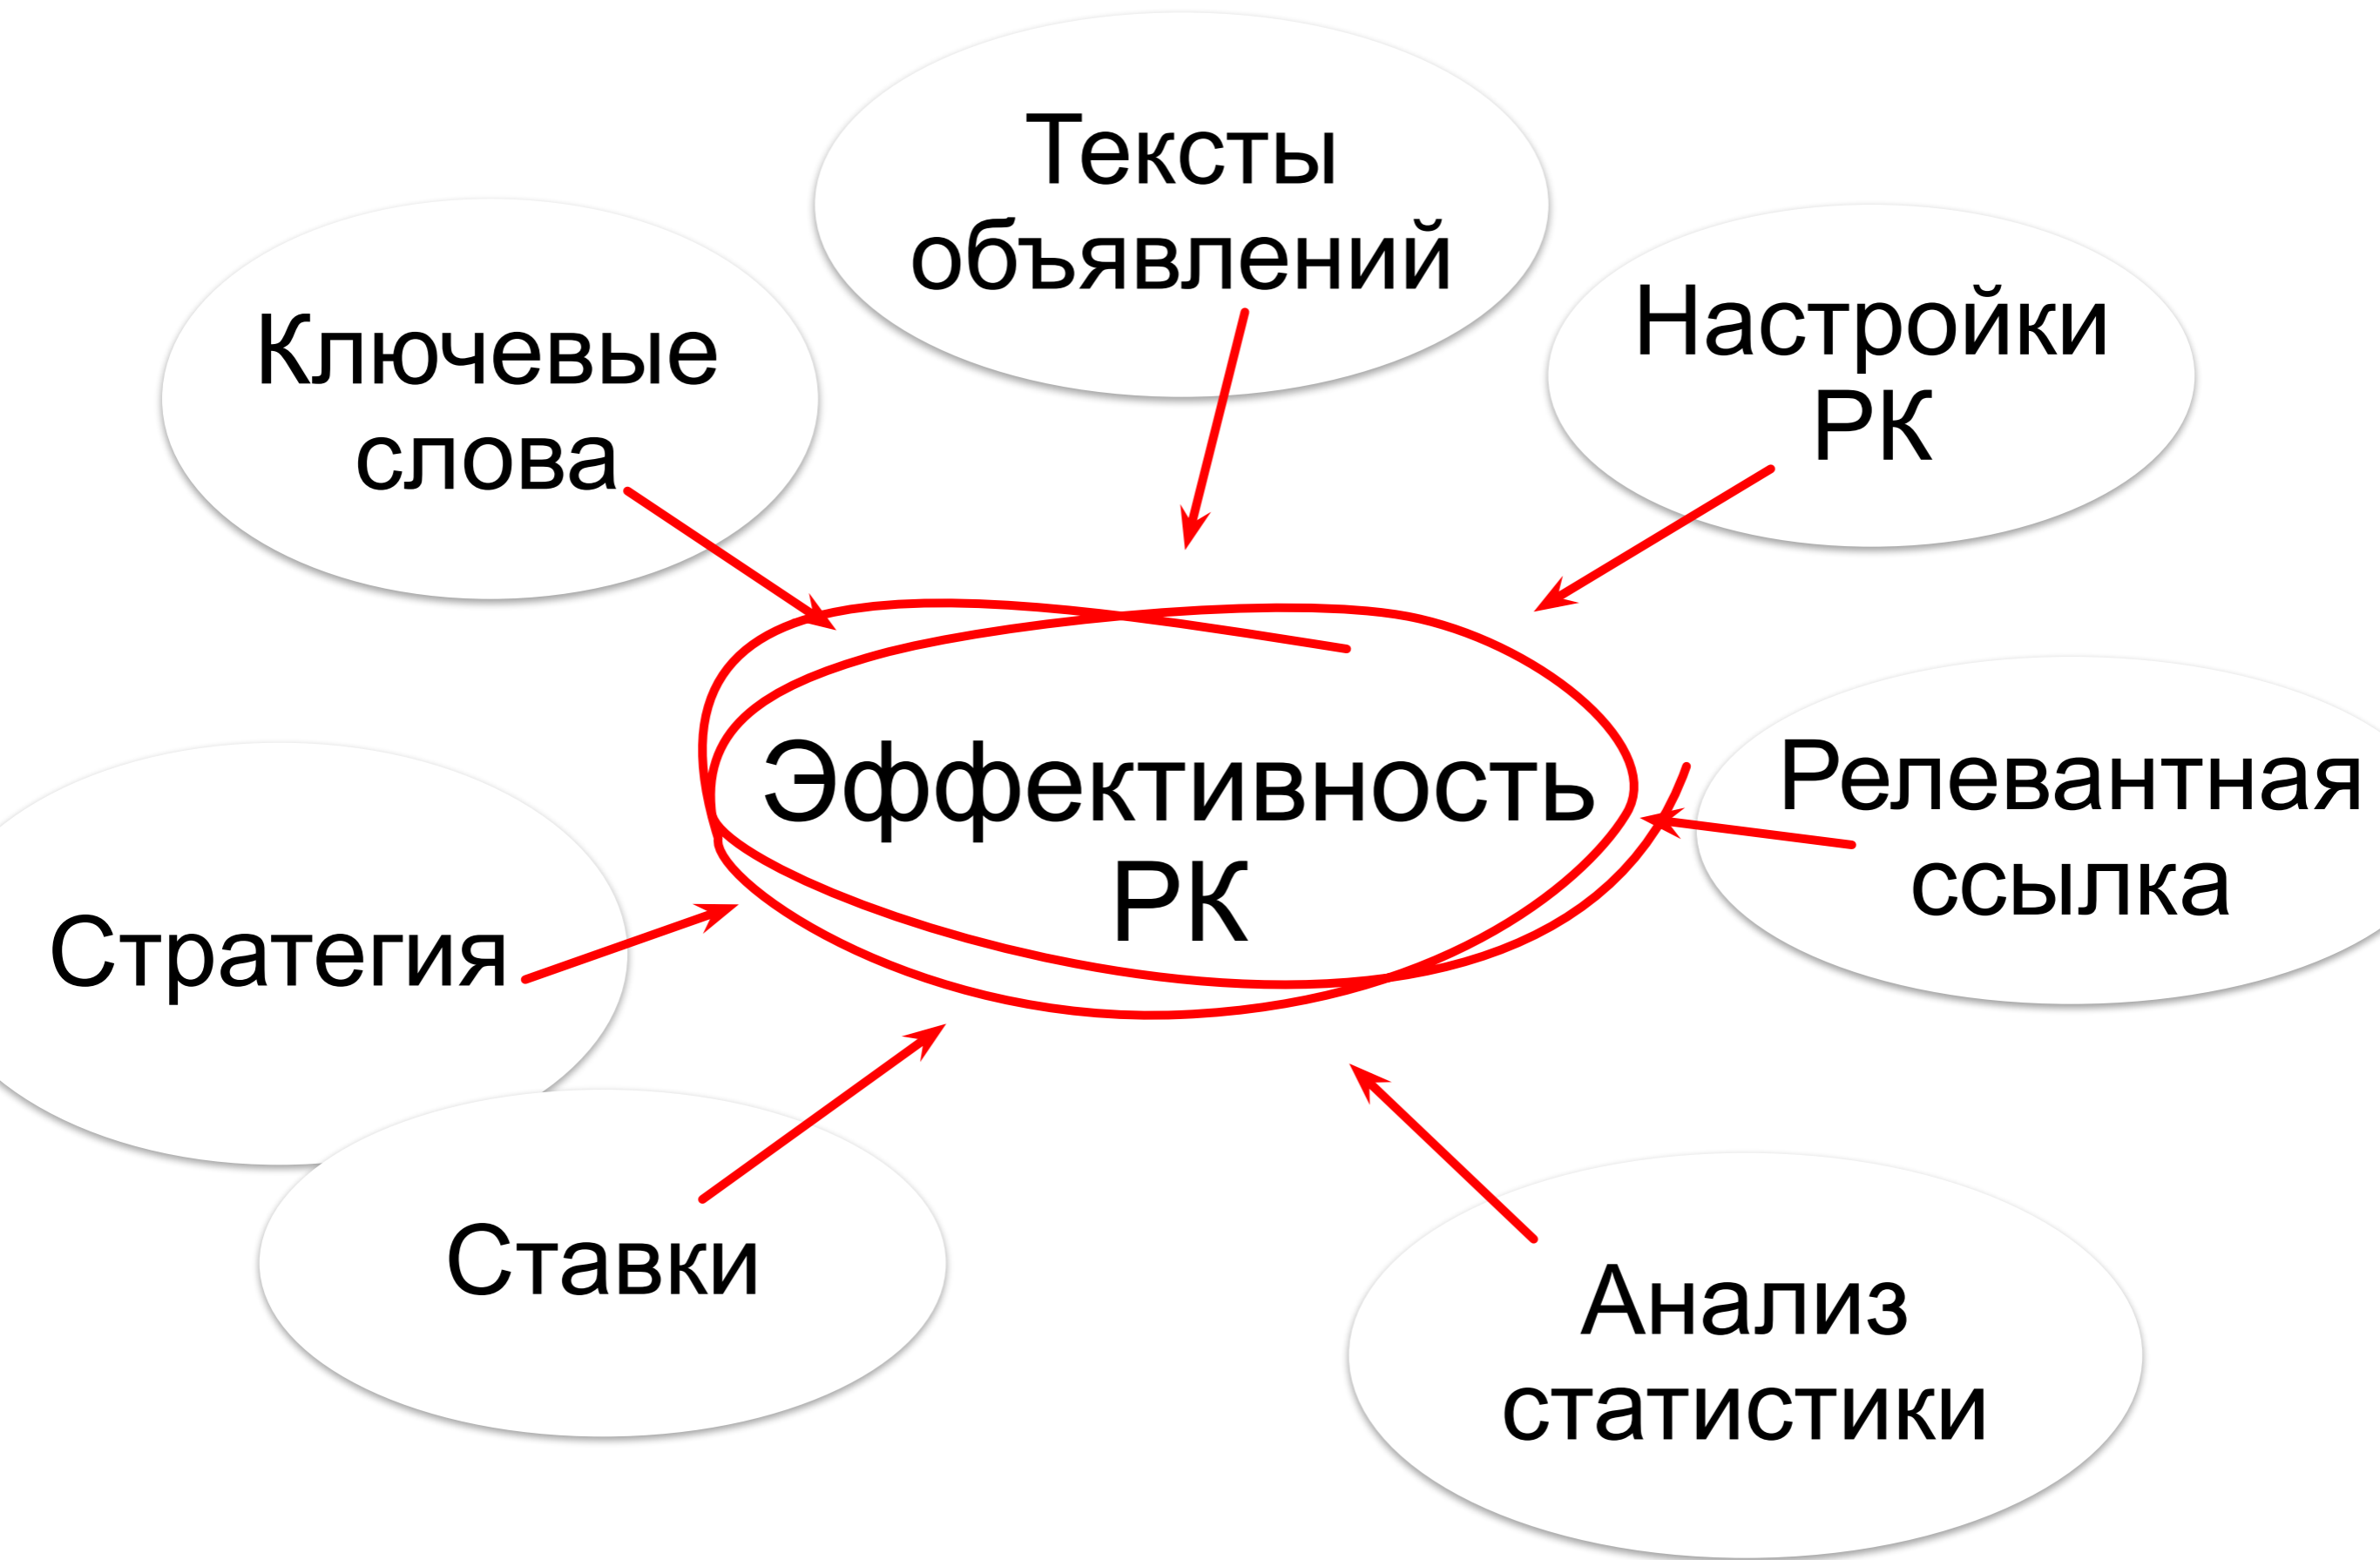 Тексты
объявлений
Настройки
РК
Ключевые
слова
Эффективность
РК
Релевантная
ссылка
Стратегия
Ставки
Анализ
статистики